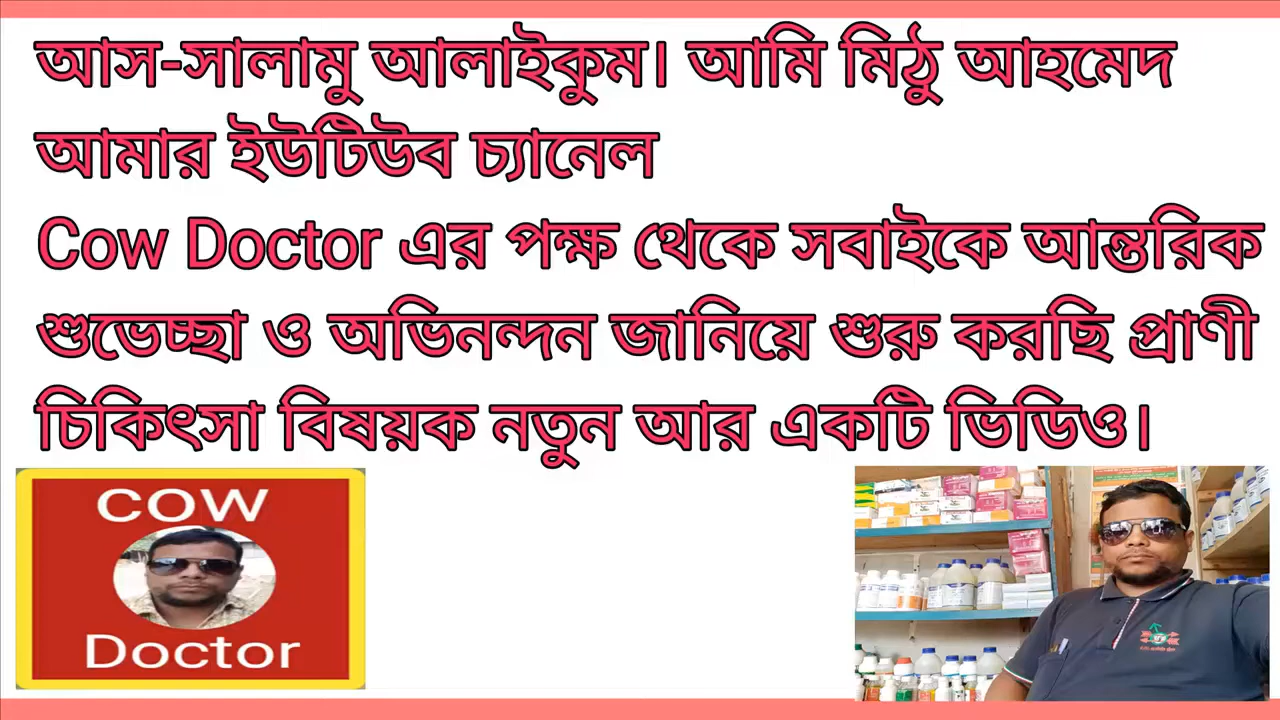 আস-সালামু আলাইকুম। আমি মিঠু আহমেদ
আমার ইউটিউব চ্যানেল
Cow Doctor এর পক্ষ থেকে সবাইকে আন্তরিক
শুভেচ্ছা ও অভিনন্দন জানিয়ে শুরু করছি প্রাণী
চিকিৎসা বিষয়ক নতুন আর একটি ভিডিও।
COW
Doctor